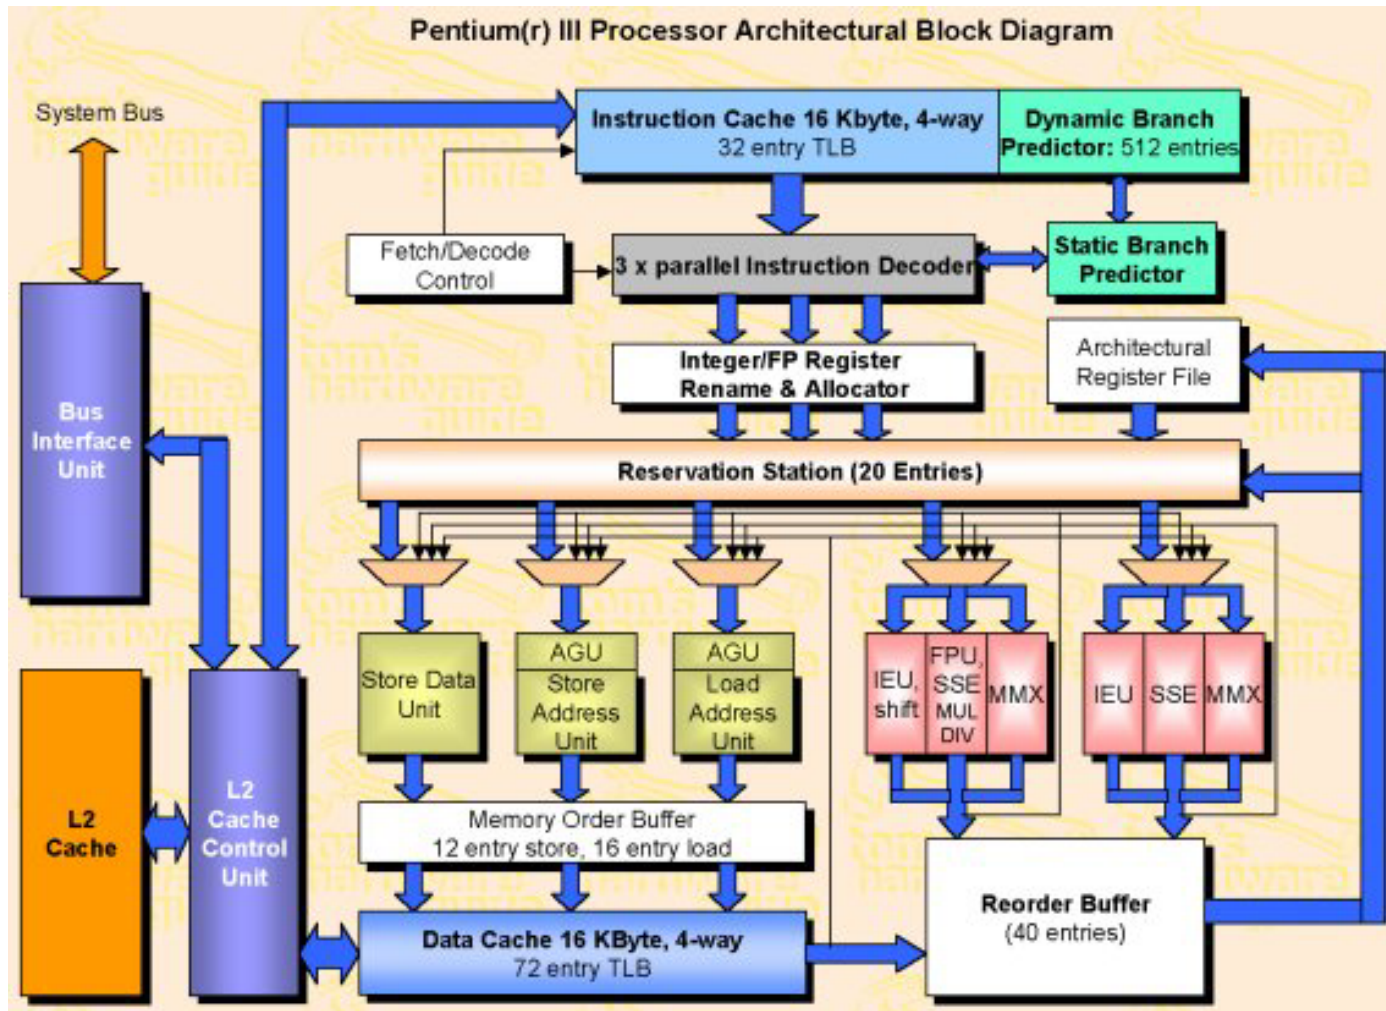 Pentium(r) III Processor Architectural Block Diagram
System Bus
Instruction Cache 16 Kbyte, 4-way
32 entry TLB
Dynamic Branch
Predictor: 512 entries
Fetch/Decode
Control
3 x parallel Instruction Decoder
Static Branch
Predictor
Integer/FP Register
Rename & Allocator
Architectural
Register File
Bus
Interface
Unit
Reservation Station (20 Entries)
Store Data
Unit
AGU
Store
Address
Unit
AGU
Load
Address
Unit
IEU,
shift
FPU,
SSE
MUL
DIV
MMX
IEU
SSE
MMX
L2
Cache
L2
Cache
Control
Unit
Memory Order Buffer
12 entry store, 16 entry load
Data Cache 16 KByte, 4-way
72 entry TLB
Reorder Buffer
(40 entries)
tom's
hardware
guide